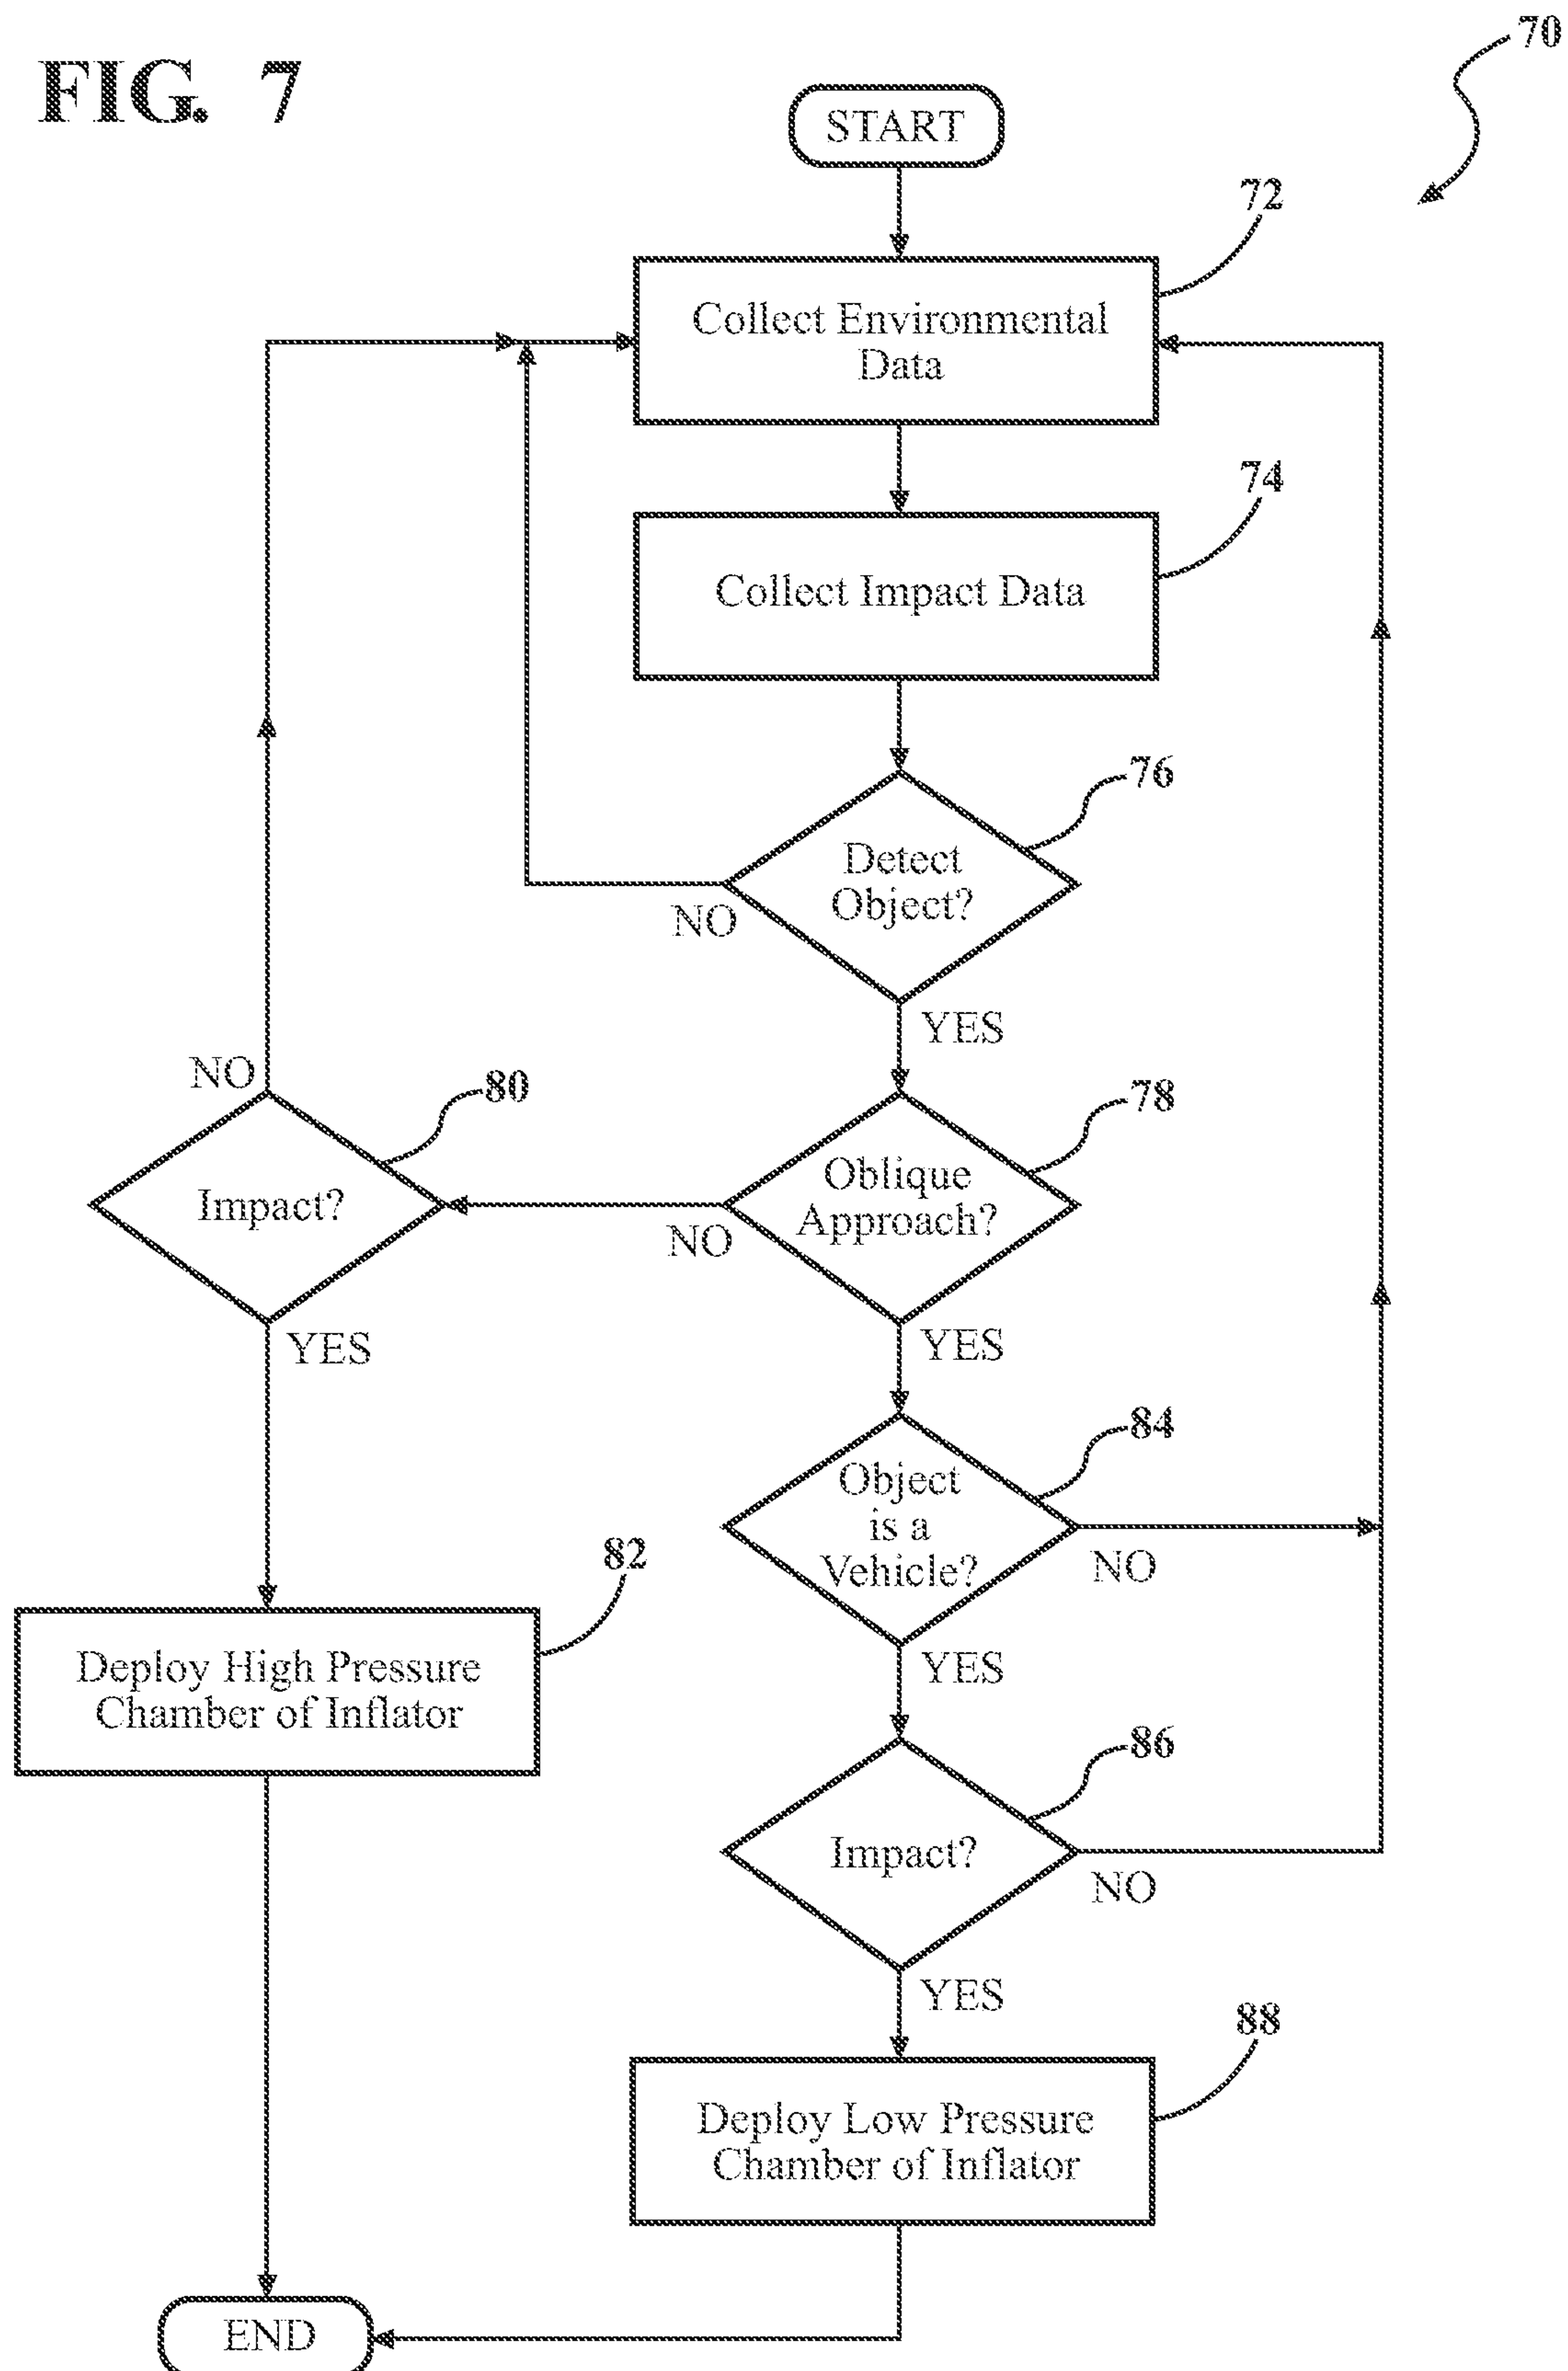 FIG. 7
70
START
72
Collect Environmental
Data
74
Collect Impact Data
76
Detect
Object?
NO
YES
78
Oblique
Approach?
NO
YES
80
Impact?
NO
YES
82
Deploy High Pressure
Chamber of Inflator
84
Object
is a
Vehicle?
NO
YES
86
Impact?
NO
YES
88
Deploy Low Pressure
Chamber of Inflator
END